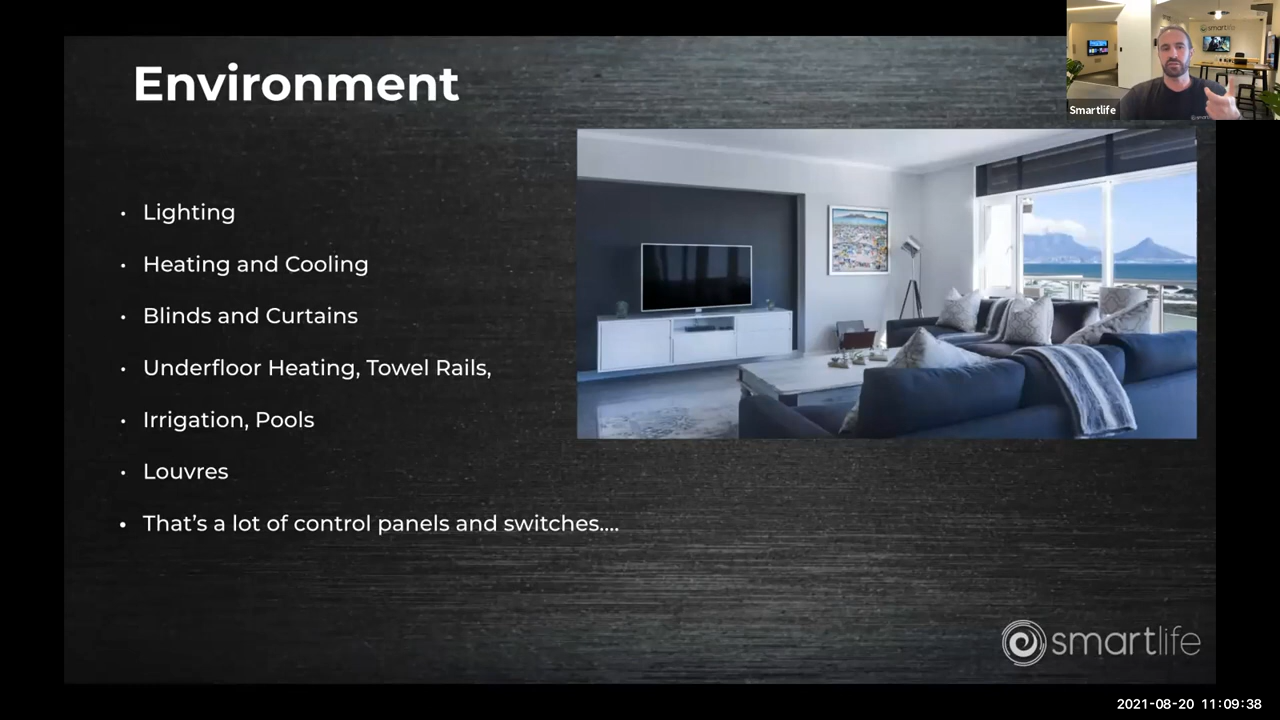 Environment
smartlife
Smartlife
Lighting
Heating and Cooling
Blinds and Curtains
Underfloor Heating, Towel Rails,
Irrigation, Pools
Louvres
That’s a lot of control panels and switches....
smartlife
2021-08-20 11:09:38